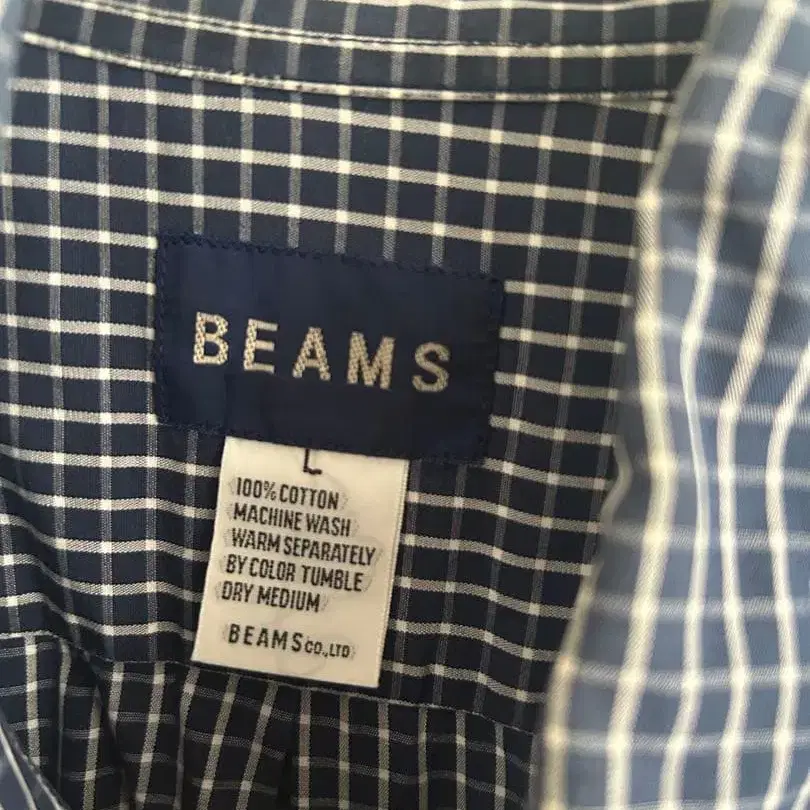 BEAMS
L
100% COTTON
MACHINE WASH
WARM SEPARATELY
BY COLOR TUMBLE
DRY MEDIUM
BEAMS CO.,LTD